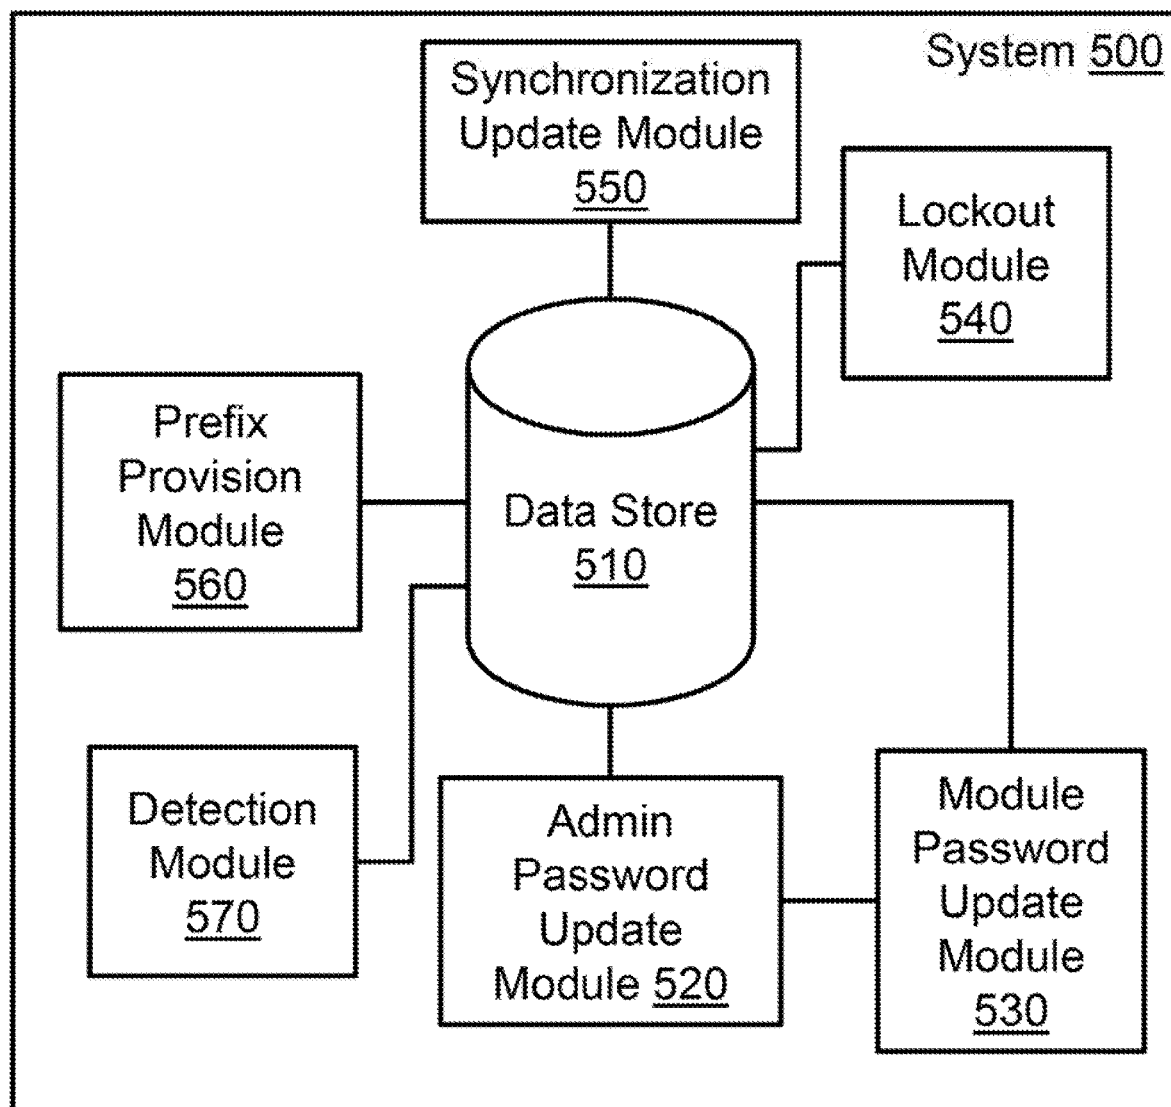 System 500
Synchronization
Update Module
550
Lockout
Module
540
Prefix
Provision
Module
560
Data Store
510
Detection
Module
570
Admin
Password
Update
Module 520
Module
Password
Update
Module
530